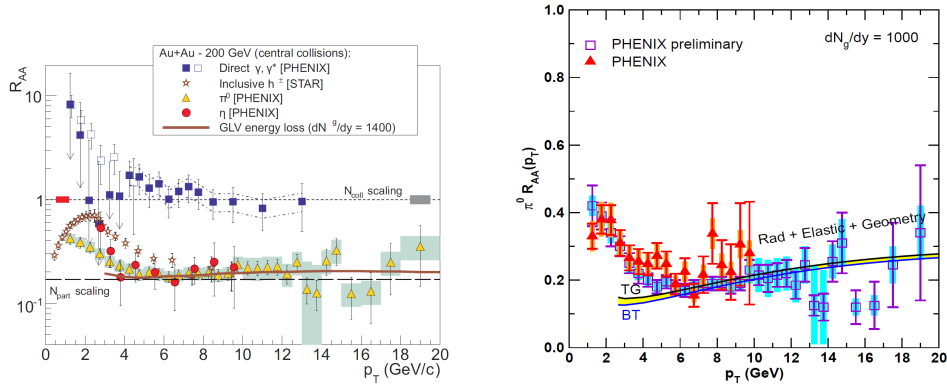 Au+Au - 200 GeV (central collisions):
Direct γ, γ* [PHENIX]
Inclusive h ± [STAR]
π0 [PHENIX]
η [PHENIX]
GLV energy loss (dN g/dy = 1400)
RAA
10
1
10-1
Ncoll scaling
Npart scaling
0 2 4 6 8 10 12 14 16 18 20
pT (GeV/c)
1.0
0.8
0.6
0.4
0.2
0.0
π0 RAA(pT)
PHENIX preliminary
PHENIX
dNg/dy = 1000
Rad + Elastic + Geometry
TG
BT
0 2 4 6 8 10 12 14 16 18 20
pT (GeV)